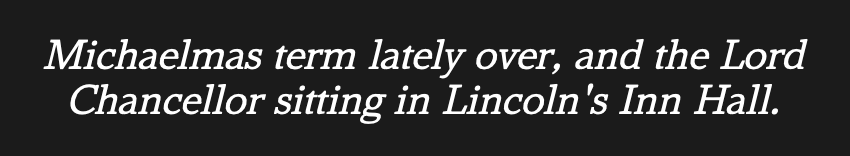 Michaelmas term lately over, and the Lord
Chancellor sitting in Lincoln's Inn Hall.